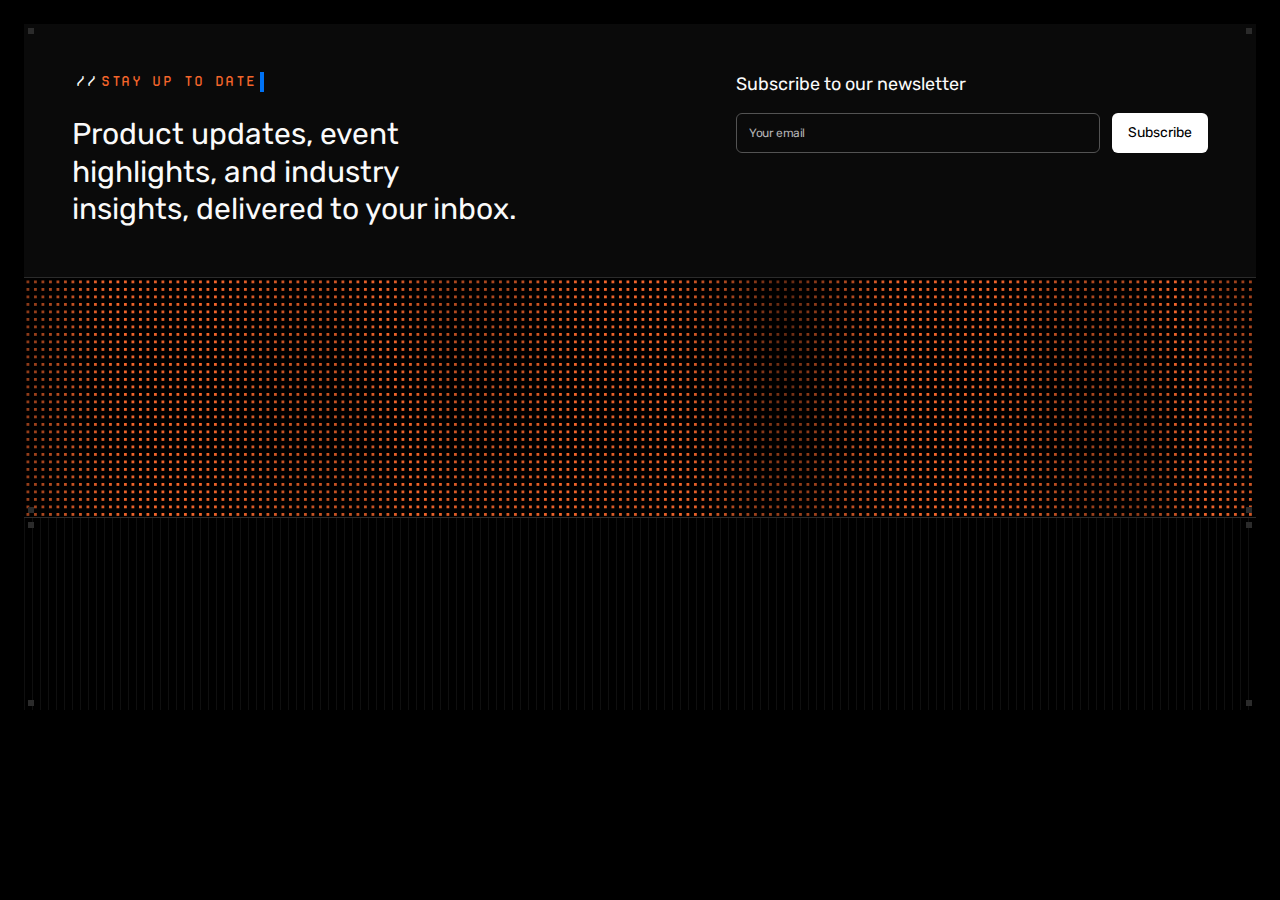 // STAY UP TO DATE
Product updates, event
highlights, and industry
insights, delivered to your inbox.
Subscribe to our newsletter
Your email
Subscribe